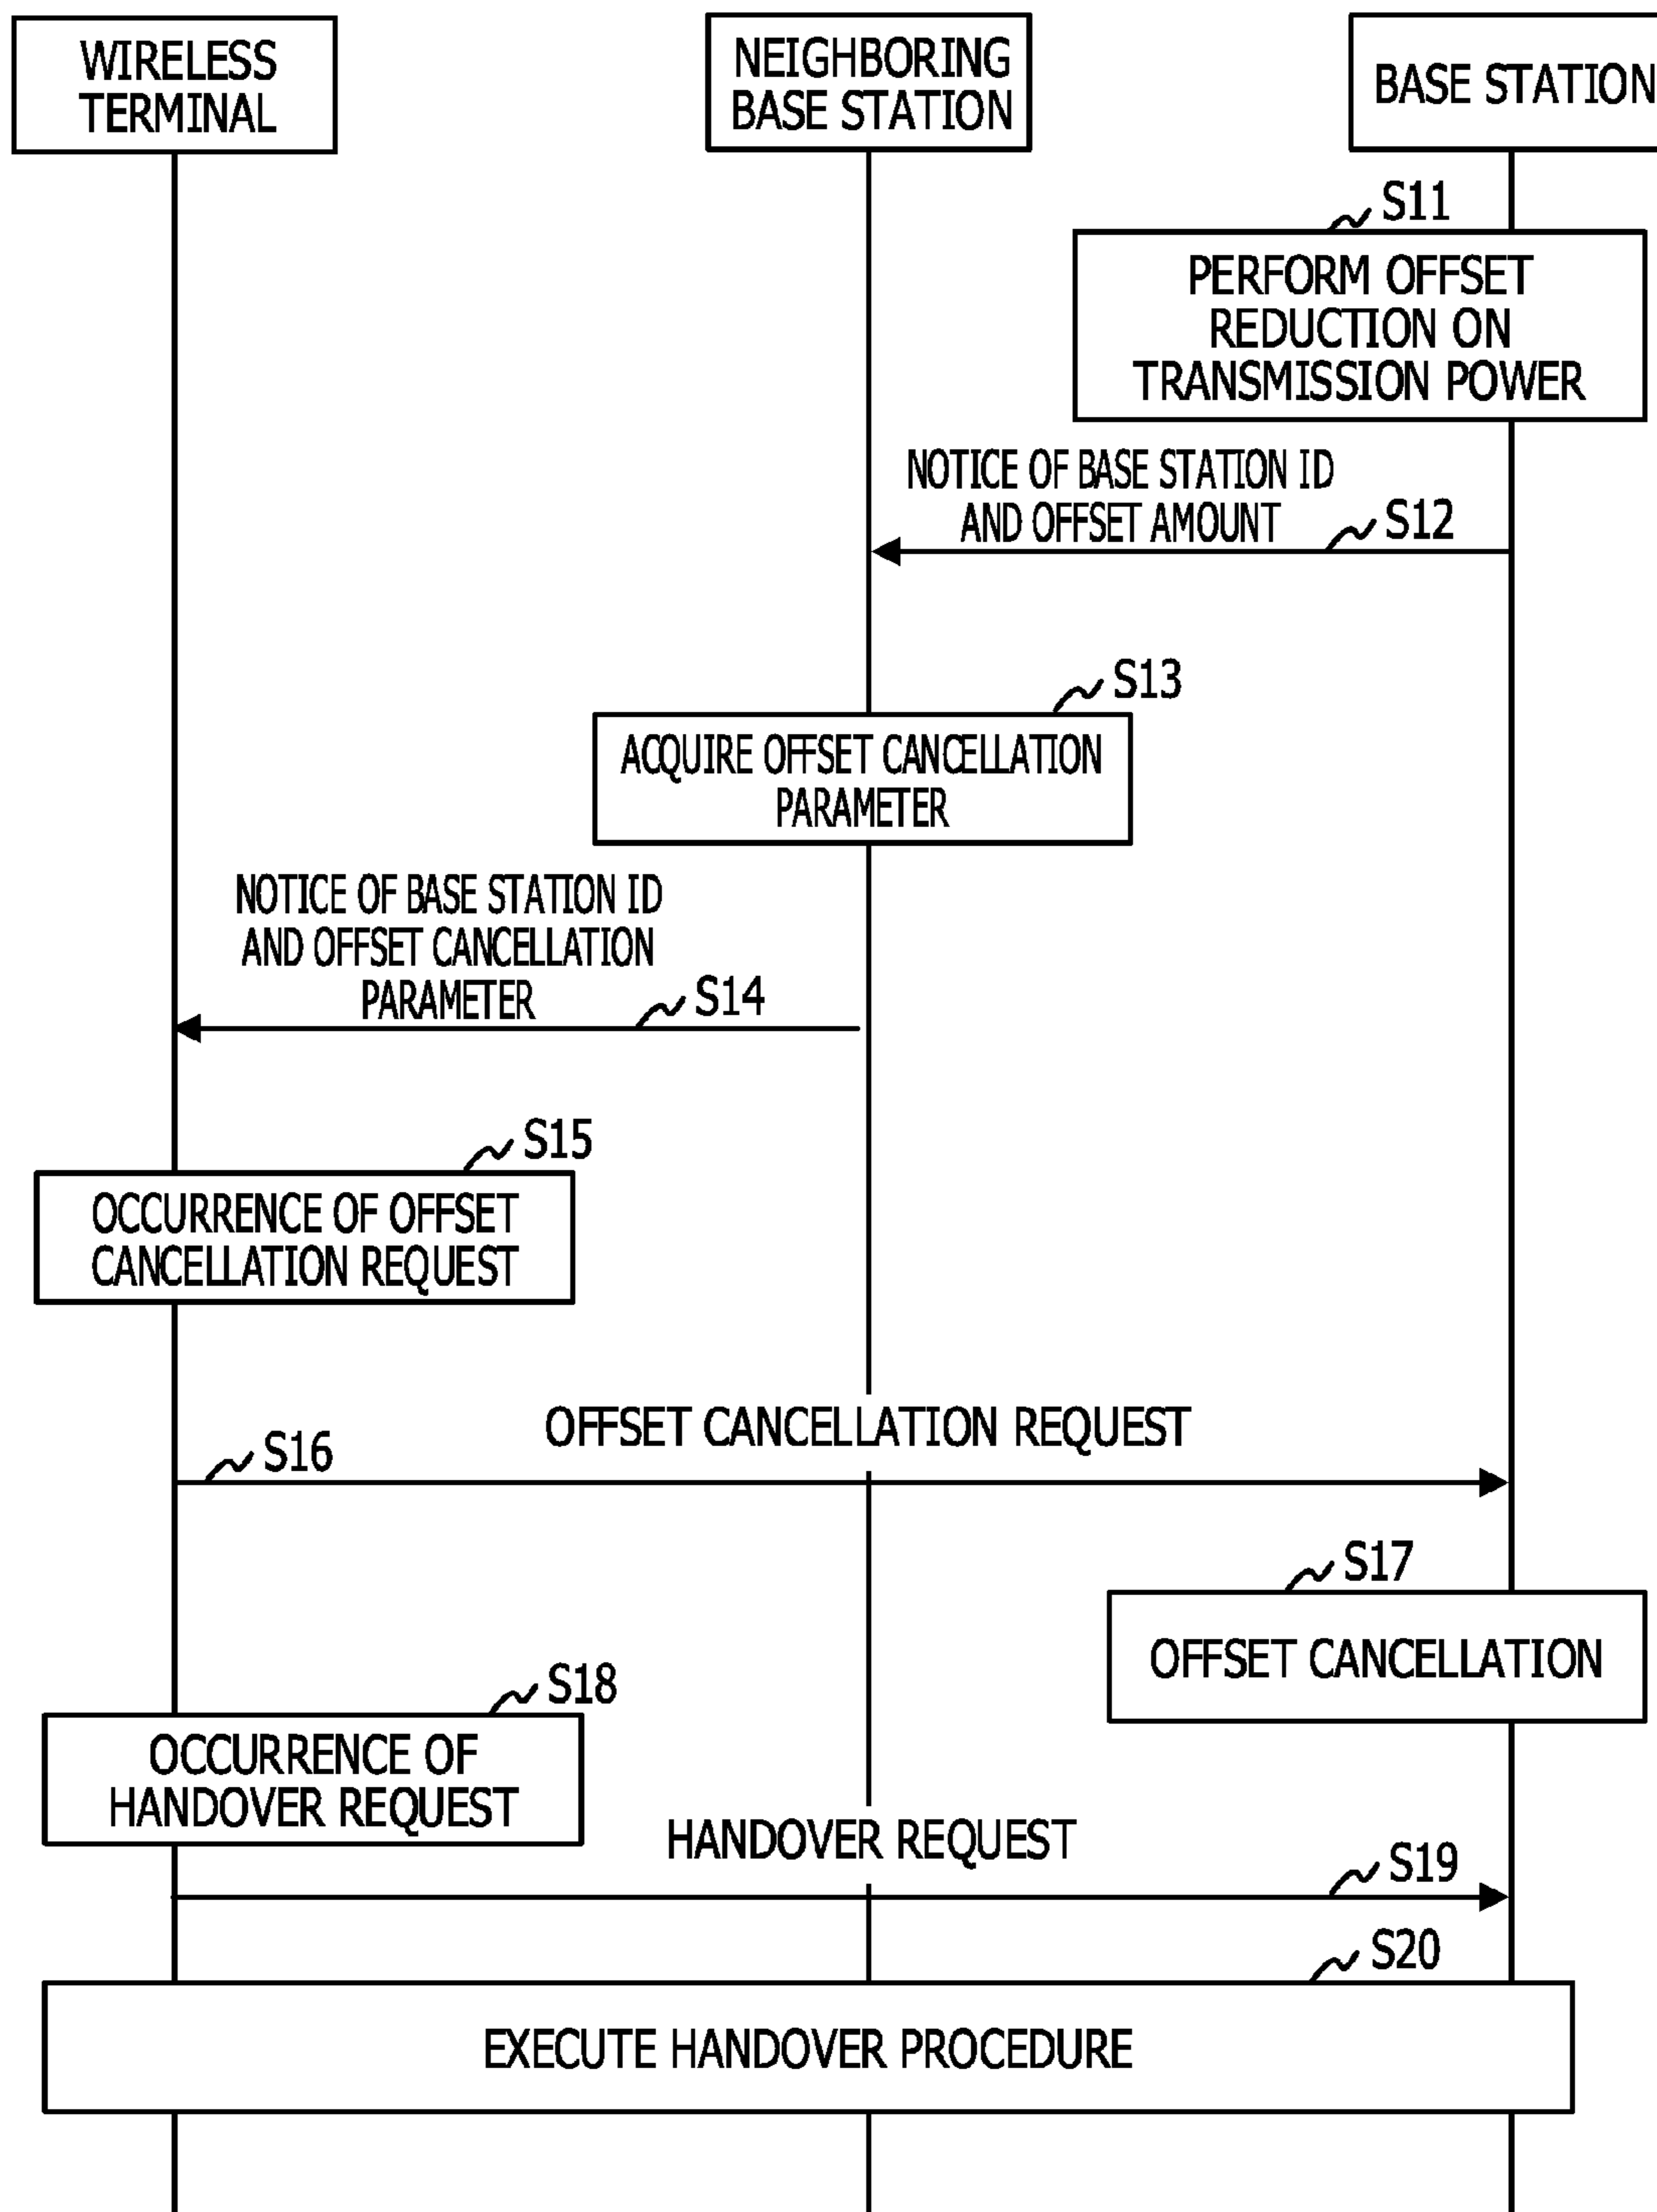 WIRELESS
TERMINAL
NEIGHBORING
BASE STATION
BASE STATION
S11
PERFORM OFFSET
REDUCTION ON
TRANSMISSION POWER
NOTICE OF BASE STATION ID
AND OFFSET AMOUNT
S12
S13
ACQUIRE OFFSET CANCELLATION
PARAMETER
NOTICE OF BASE STATION ID
AND OFFSET CANCELLATION
PARAMETER
S14
S15
OCCURRENCE OF OFFSET
CANCELLATION REQUEST
OFFSET CANCELLATION REQUEST
S16
S17
OFFSET CANCELLATION
S18
OCCURRENCE OF
HANDOVER REQUEST
HANDOVER REQUEST
S19
S20
EXECUTE HANDOVER PROCEDURE